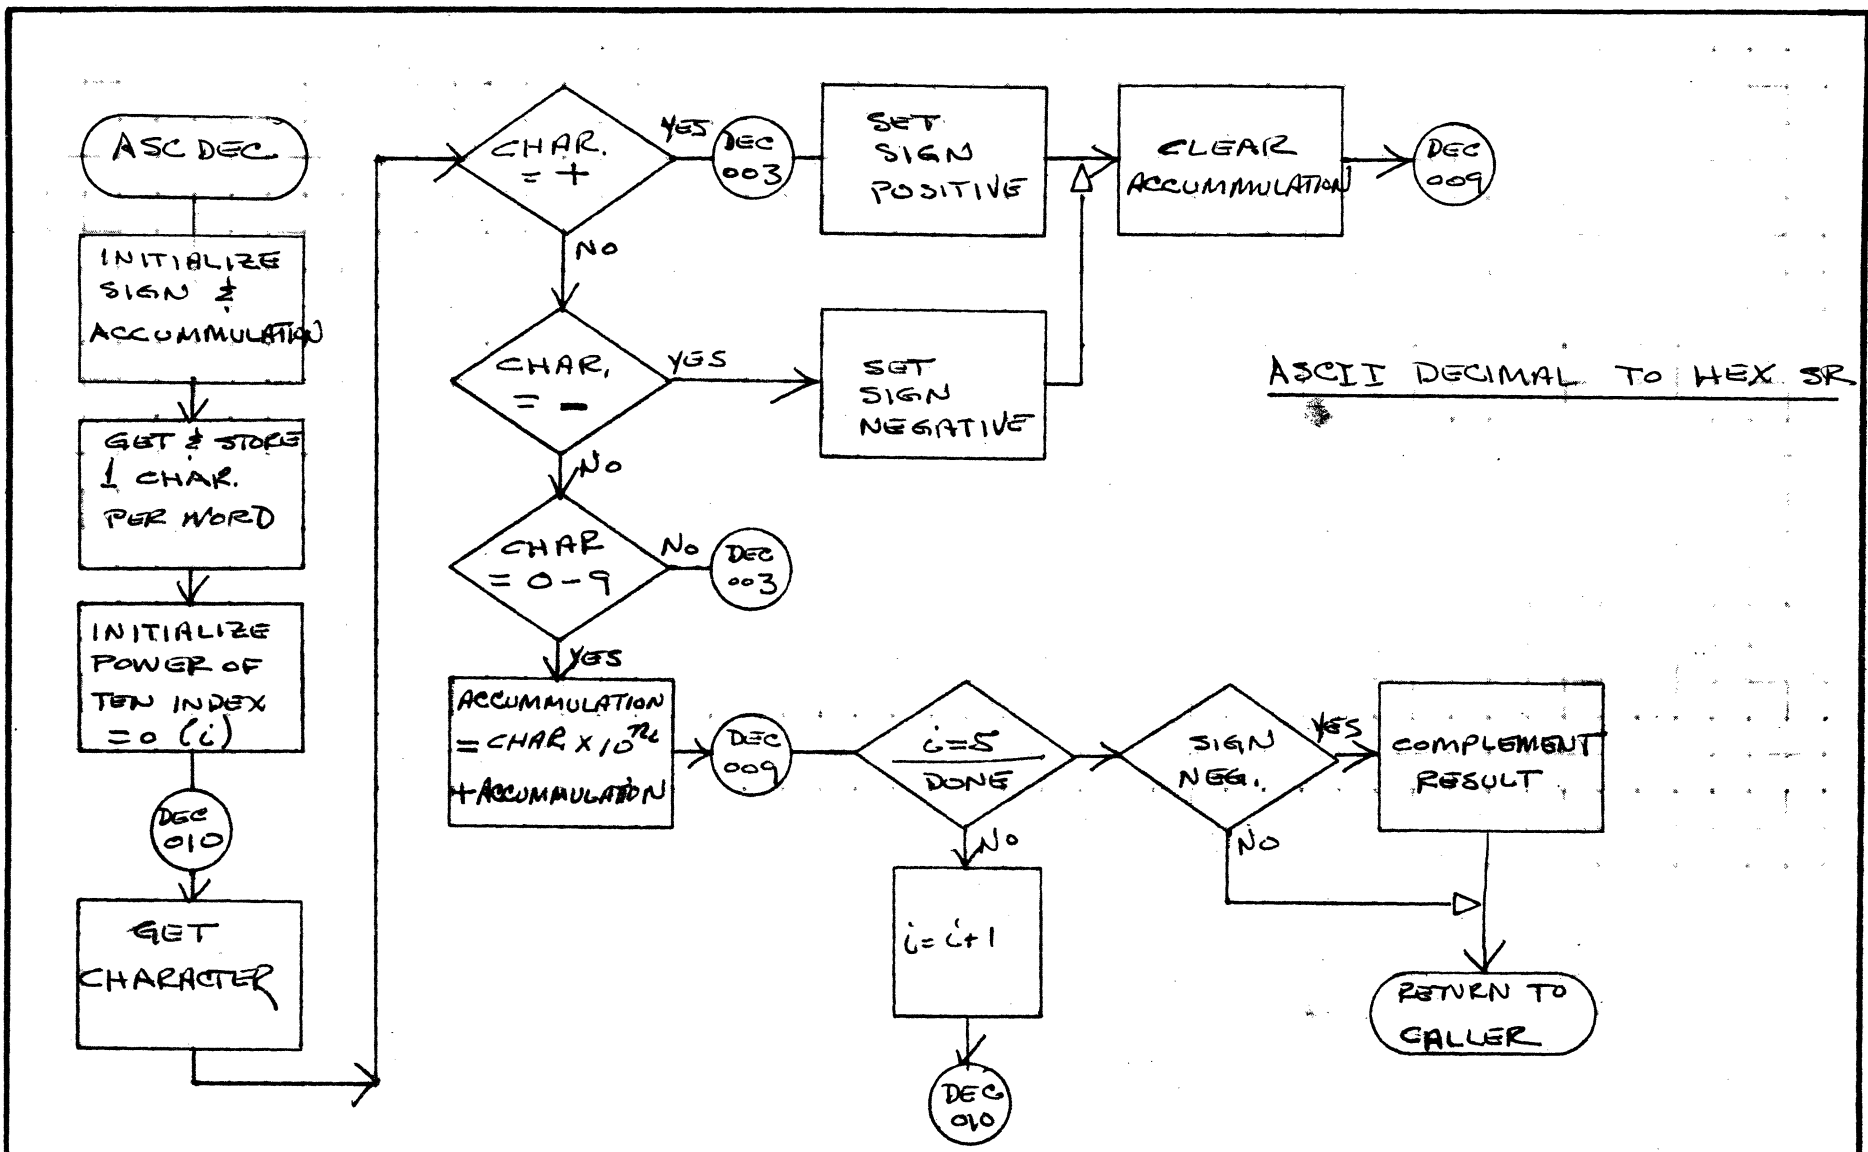 ASCDEC
INITIALIZE
SIGN &
ACCUMMULATION
GET & STORE
1 CHAR.
PER WORD
INITIALIZE
POWER OF
TEN INDEX
=0 (i)
DEC
010
GET
CHARACTER
CHAR.
= +
YES
DEC
003
SET
SIGN
POSITIVE
CLEAR
ACCUMMULATION
DEC
009
NO
CHAR.
= -
YES
SET
SIGN
NEGATIVE
ASCII DECIMAL TO HEX SR
NO
CHAR
= 0-9
NO
DEC
003
YES
ACCUMMULATION
= CHAR X 10^ni
+ ACCUMMULATION
DEC
009
i=5
DONE
SIGN
NEG.
YES
COMPLEMENT
RESULT
NO
i=i+1
DEC
010
NO
RETURN TO
CALLER